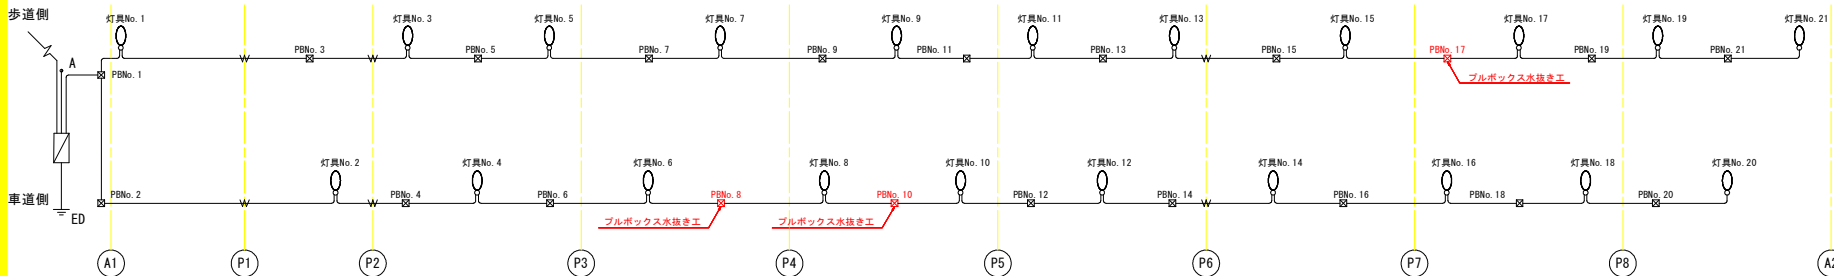 歩道側
灯具No. 1
灯具No. 3
灯具No. 5
灯具No. 7
灯具No. 9
灯具No. 11
灯具No. 13
灯具No. 15
灯具No. 17
灯具No. 19
灯具No. 21
A
PBNo. 1
PBNo. 3
PBNo. 5
PBNo. 7
PBNo. 9
PBNo. 11
PBNo. 13
PBNo. 15
PBNo. 17
PBNo. 19
PBNo. 21
プルボックス水抜き工
灯具No. 2
灯具No. 4
灯具No. 6
灯具No. 8
灯具No. 10
灯具No. 12
灯具No. 14
灯具No. 16
灯具No. 18
灯具No. 20
車道側
PBNo. 2
PBNo. 4
PBNo. 6
PBNo. 8
PBNo. 10
PBNo. 12
PBNo. 14
PBNo. 16
PBNo. 18
PBNo. 20
ED
プルボックス水抜き工
プルボックス水抜き工
A1
P1
P2
P3
P4
P5
P6
P7
P8
A2